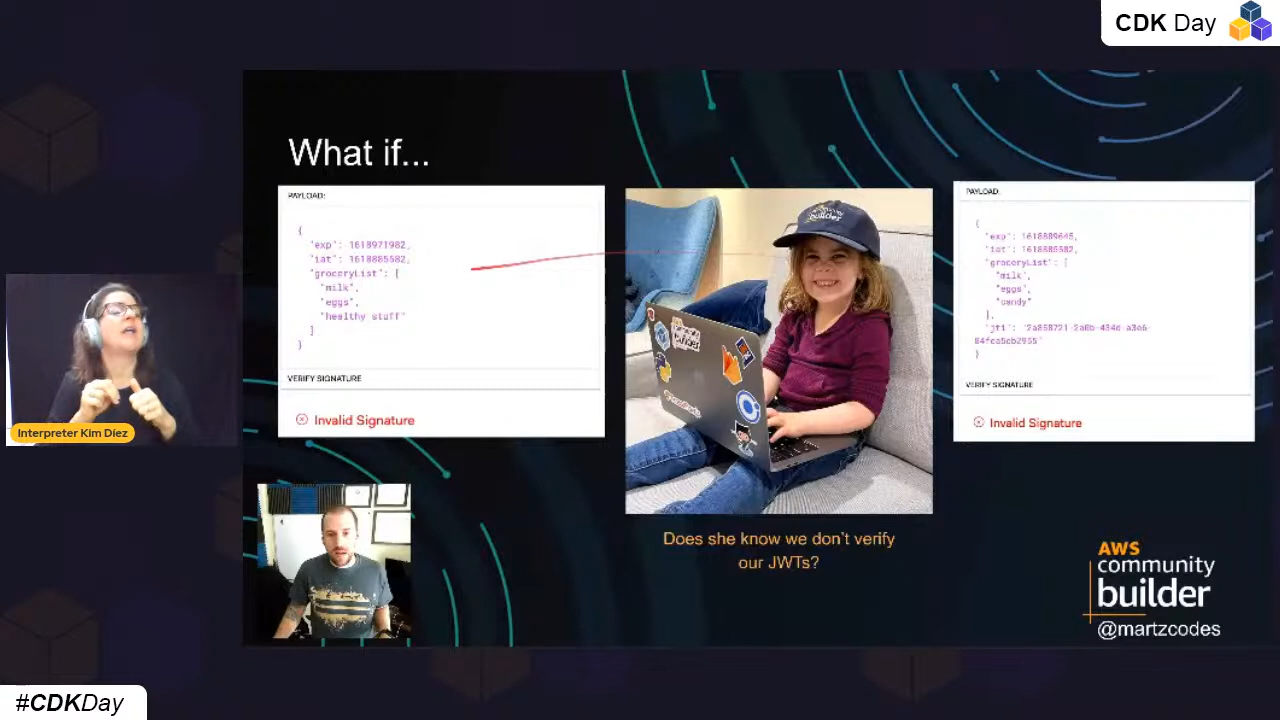 CDK Day
What if...
PAYLOAD:
{
"exp": 1618971982,
"iat": 1618885582,
"groceryList": [
"milk",
"eggs",
"healthy stuff"
]
}
VERIFY SIGNATURE
Invalid Signature
community
builder
Does she know we don't verify
our JWTs?
PAYLOAD:
{
"exp": 1618889645,
"iat": 1618885582,
"groceryList": [
"milk",
"eggs",
"candy"
],
}
VERIFY SIGNATURE
Invalid Signature
Interpreter Kim Díez
AWS
community
builder
@martzcodes
#CDKDay